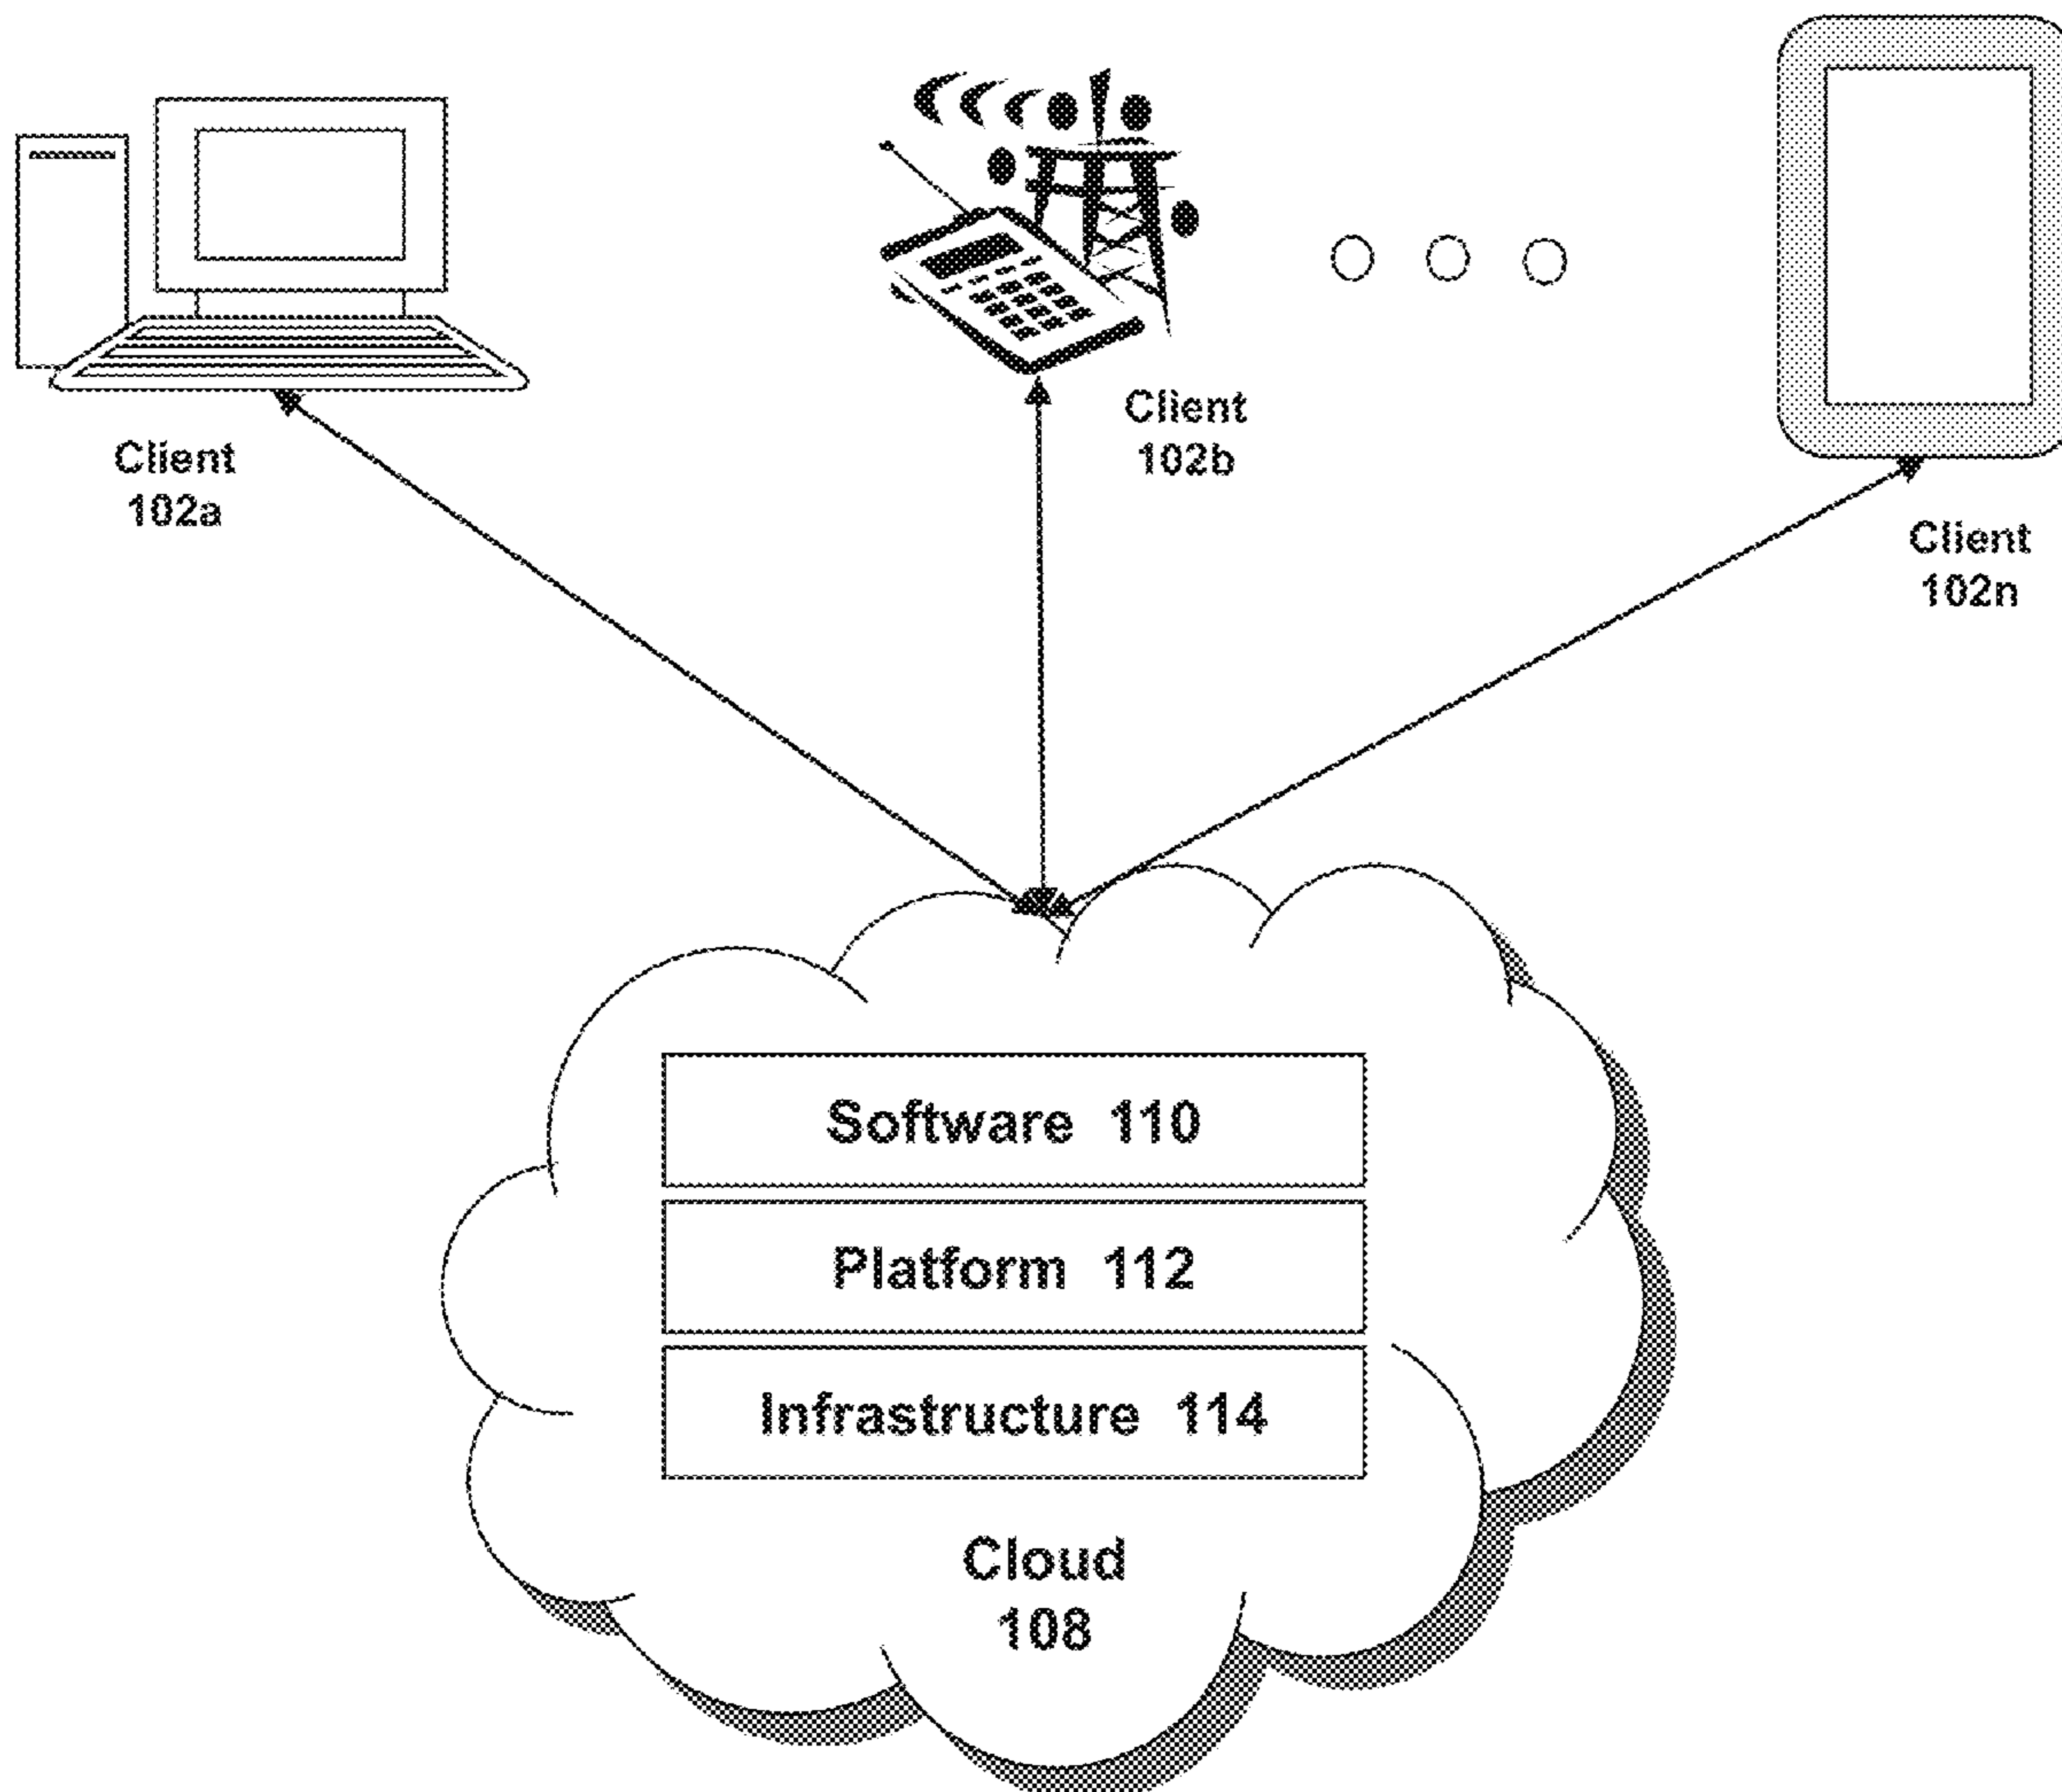 Client
102a
Client
102b
Client
102n
Software 110
Platform 112
Infrastructure 114
Cloud
108